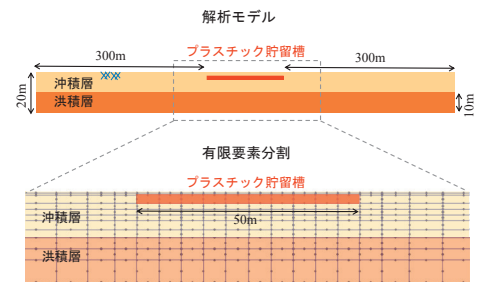 解析モデル
プラスチック貯留槽
300m
300m
20m
沖積層
洪積層
10m
有限要素分割
プラスチック貯留槽
沖積層
50m
洪積層